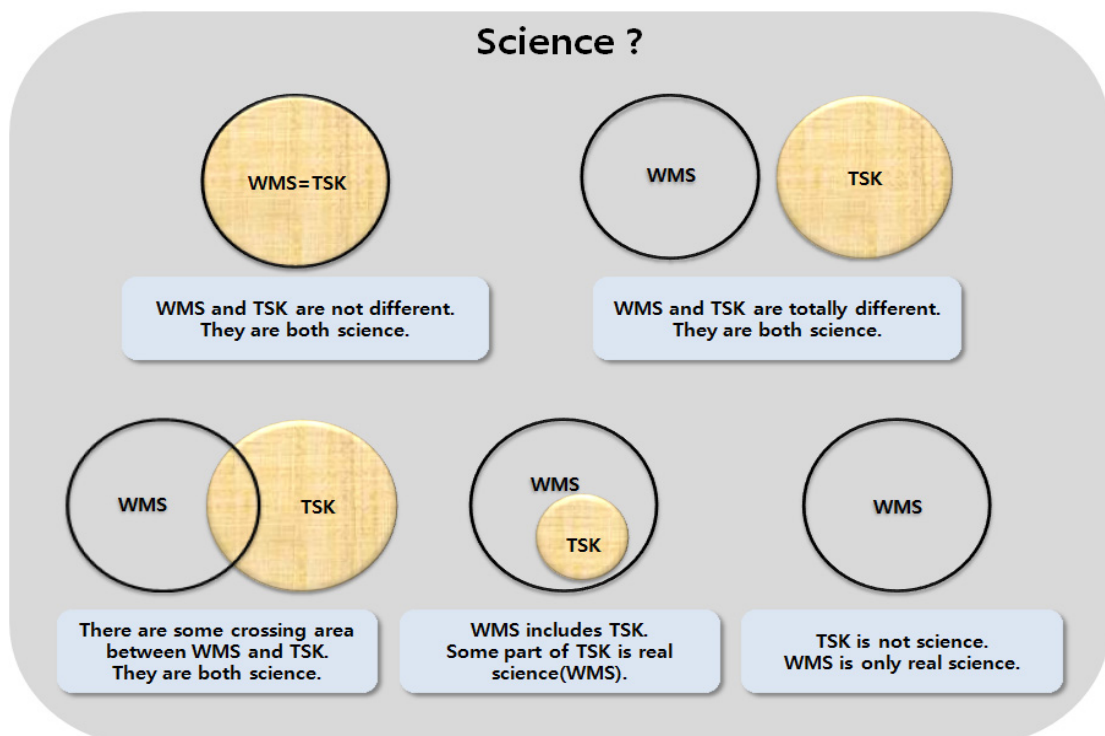 Science ?
WMS=TSK
WMS and TSK are not different.
They are both science.
WMS
TSK
WMS and TSK are totally different.
They are both science.
WMS
TSK
There are some crossing area
between WMS and TSK.
They are both science.
WMS
TSK
WMS includes TSK.
Some part of TSK is real
science(WMS).
WMS
TSK is not science.
WMS is only real science.